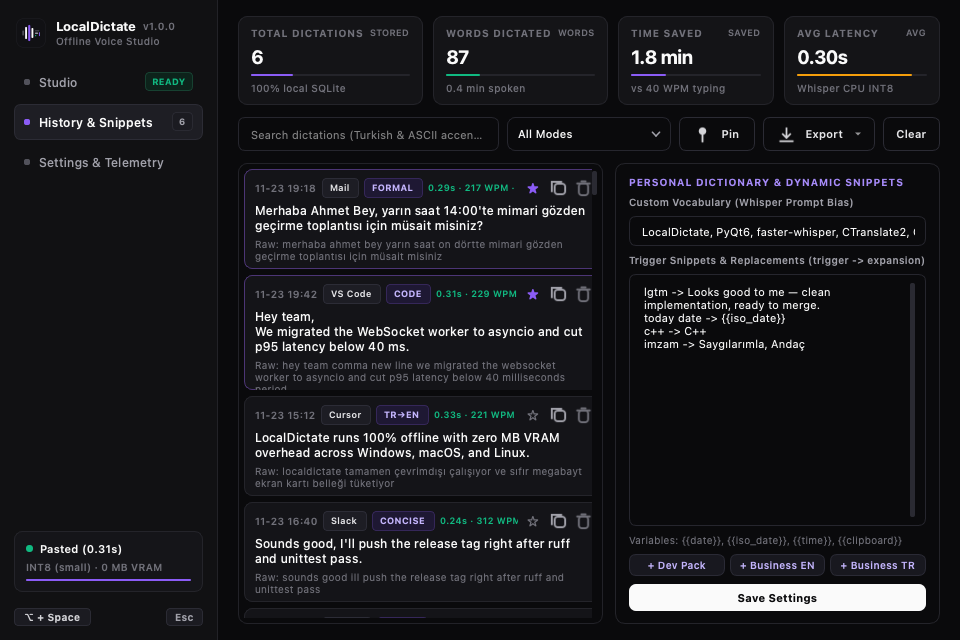 LocalDictate v1.0.0
Offline Voice Studio
Studio READY
History & Snippets 6
Settings & Telemetry
Pasted (0.31s)
INT8 (small) · 0 MB VRAM
⌥ + Space Esc
TOTAL DICTATIONS STORED
6
100% local SQLite
WORDS DICTATED WORDS
87
0.4 min spoken
TIME SAVED SAVED
1.8 min
vs 40 WPM typing
AVG LATENCY AVG
0.30s
Whisper CPU INT8
Search dictations (Turkish & ASCII accen... All Modes Pin Export Clear
11-23 19:18 Mail FORMAL 0.29s · 217 WPM ·
Merhaba Ahmet Bey, yarın saat 14:00'te mimari gözden
geçirme toplantısı için müsait misiniz?
Raw: merhaba ahmet bey yarın saat on dörtte mimari gözden
geçirme toplantısı için müsait misiniz
11-23 19:42 VS Code CODE 0.31s · 229 WPM
Hey team,
We migrated the WebSocket worker to asyncio and cut
p95 latency below 40 ms.
Raw: hey team comma new line we migrated the websocket
worker to asyncio and cut p95 latency below 40 milliseconds
period
11-23 15:12 Cursor TR→EN 0.33s · 221 WPM
LocalDictate runs 100% offline with zero MB VRAM
overhead across Windows, macOS, and Linux.
Raw: localdictate tamamen çevrimdışı çalışıyor ve sıfır megabayt
ekran kartı belleği tüketiyor
11-23 16:40 Slack CONCISE 0.24s · 312 WPM
Sounds good, I'll push the release tag right after ruff
and unittest pass.
Raw: sounds good ill push the release tag right after ruff and
unittest pass
PERSONAL DICTIONARY & DYNAMIC SNIPPETS
Custom Vocabulary (Whisper Prompt Bias)
LocalDictate, PyQt6, faster-whisper, CTranslate2,
Trigger Snippets & Replacements (trigger -> expansion)
lgtm -> Looks good to me — clean
implementation, ready to merge.
today date -> {{iso_date}}
c++ -> C++
imzam -> Saygılarımla, Andaç
Variables: {{date}}, {{iso_date}}, {{time}}, {{clipboard}}
+ Dev Pack + Business EN + Business TR
Save Settings